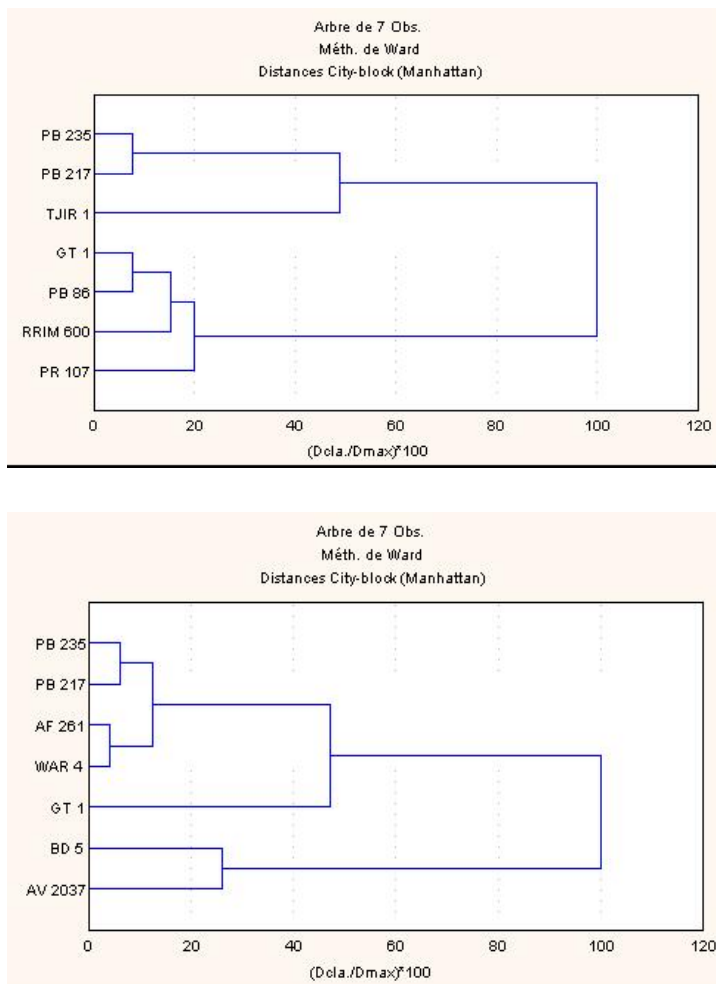 Arbre de 7 Obs.
Méth. de Ward
Distances City-block (Manhattan)
PB 235
PB 217
TJIR 1
GT 1
PB 86
RRIM 600
PR 107
0 20 40 60 80 100 120
(Dcla./Dmax)*100
Arbre de 7 Obs.
Méth. de Ward
Distances City-block (Manhattan)
PB 235
PB 217
AF 261
WAR 4
GT 1
BD 5
AV 2037
0 20 40 60 80 100 120
(Dcla./Dmax)*100